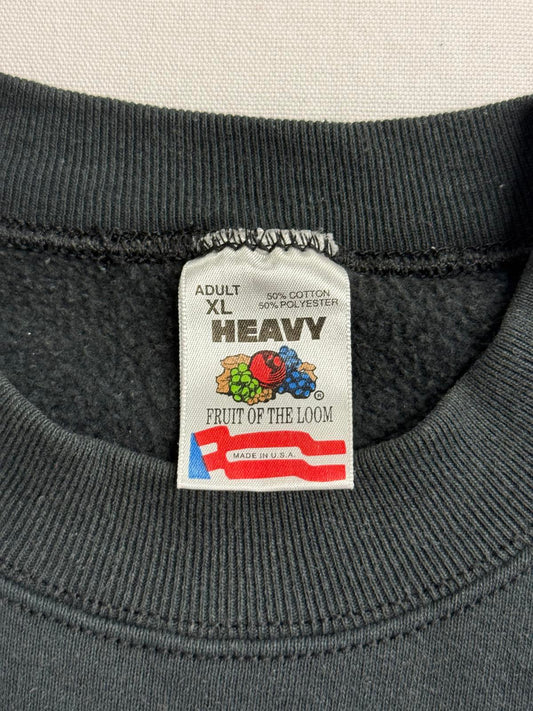 ADULT
XL
50% COTTON
50% POLYESTER
HEAVY
®
FRUIT OF THE LOOM
MADE IN U.S.A.